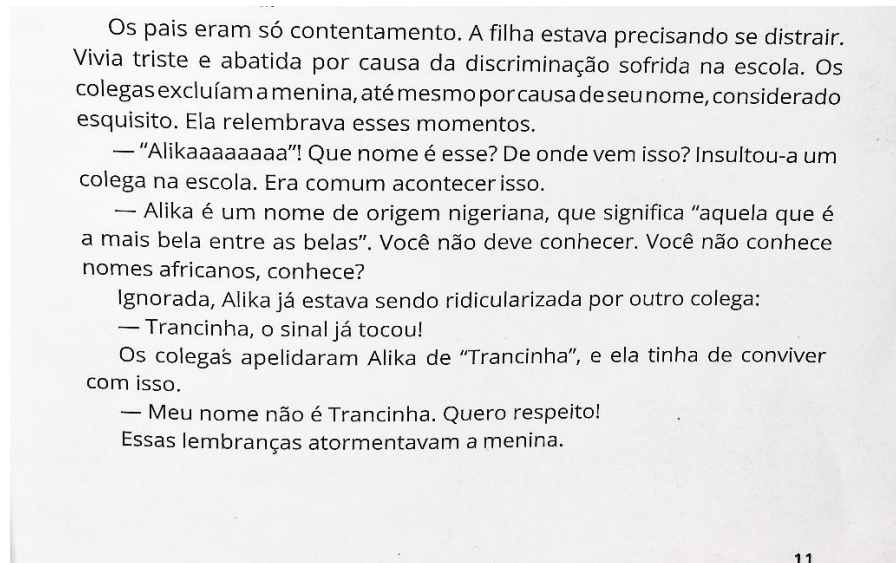 Os pais eram só contentamento. A filha estava precisando se distrair.
Vivia triste e abatida por causa da discriminação sofrida na escola. Os
colegas excluíam a menina, até mesmo por causa de seu nome, considerado
esquisito. Ela relembrava esses momentos.
— “Alikaaaaaaaaa”! Que nome é esse? De onde vem isso? Insultou-a um
colega na escola. Era comum acontecer isso.
— Alika é um nome de origem nigeriana, que significa “aquela que é
a mais bela entre as belas”. Você não deve conhecer. Você não conhece
nomes africanos, conhece?
Ignorada, Alika já estava sendo ridicularizada por outro colega:
— Trancinha, o sinal já tocou!
Os colegas apelidaram Alika de “Trancinha”, e ela tinha de conviver
com isso.
— Meu nome não é Trancinha. Quero respeito!
Essas lembranças atormentavam a menina.
11